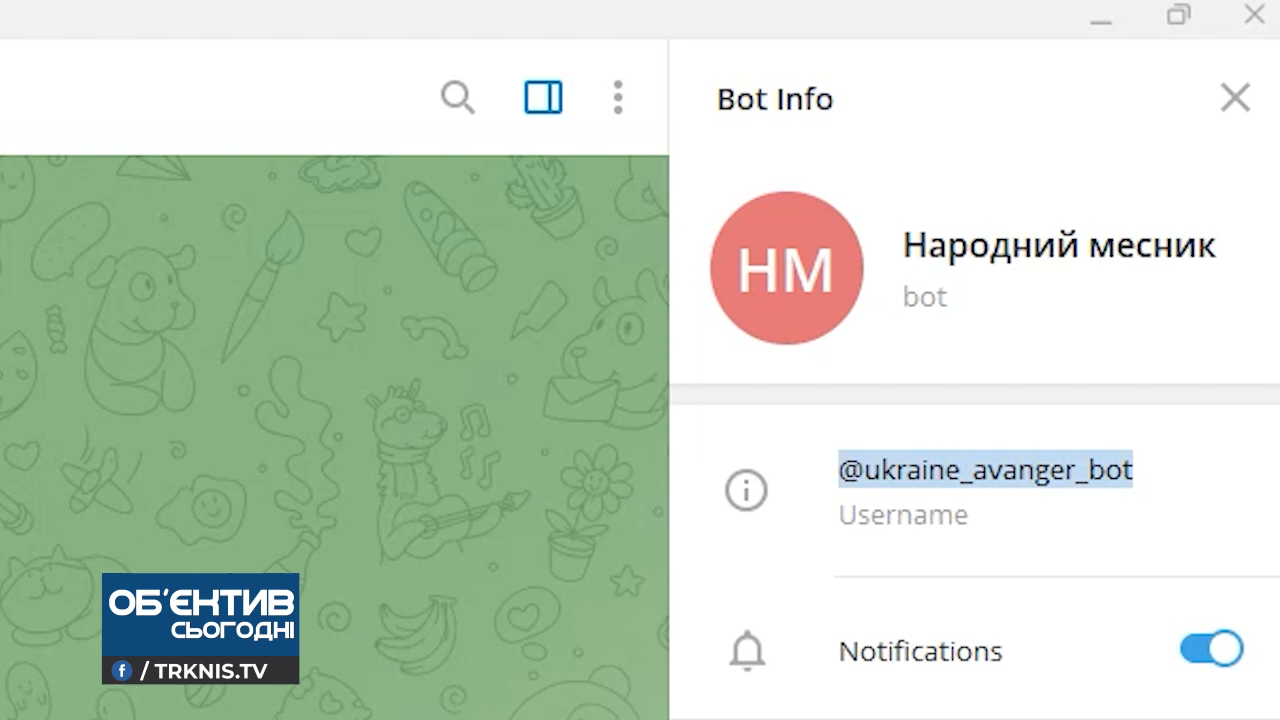 Bot Info
НМ
Народний месник
bot
@ukraine_avanger_bot
Username
Notifications
ОБ'ЄКТИВ
СЬОГОДНІ
f / TRKNIS.TV